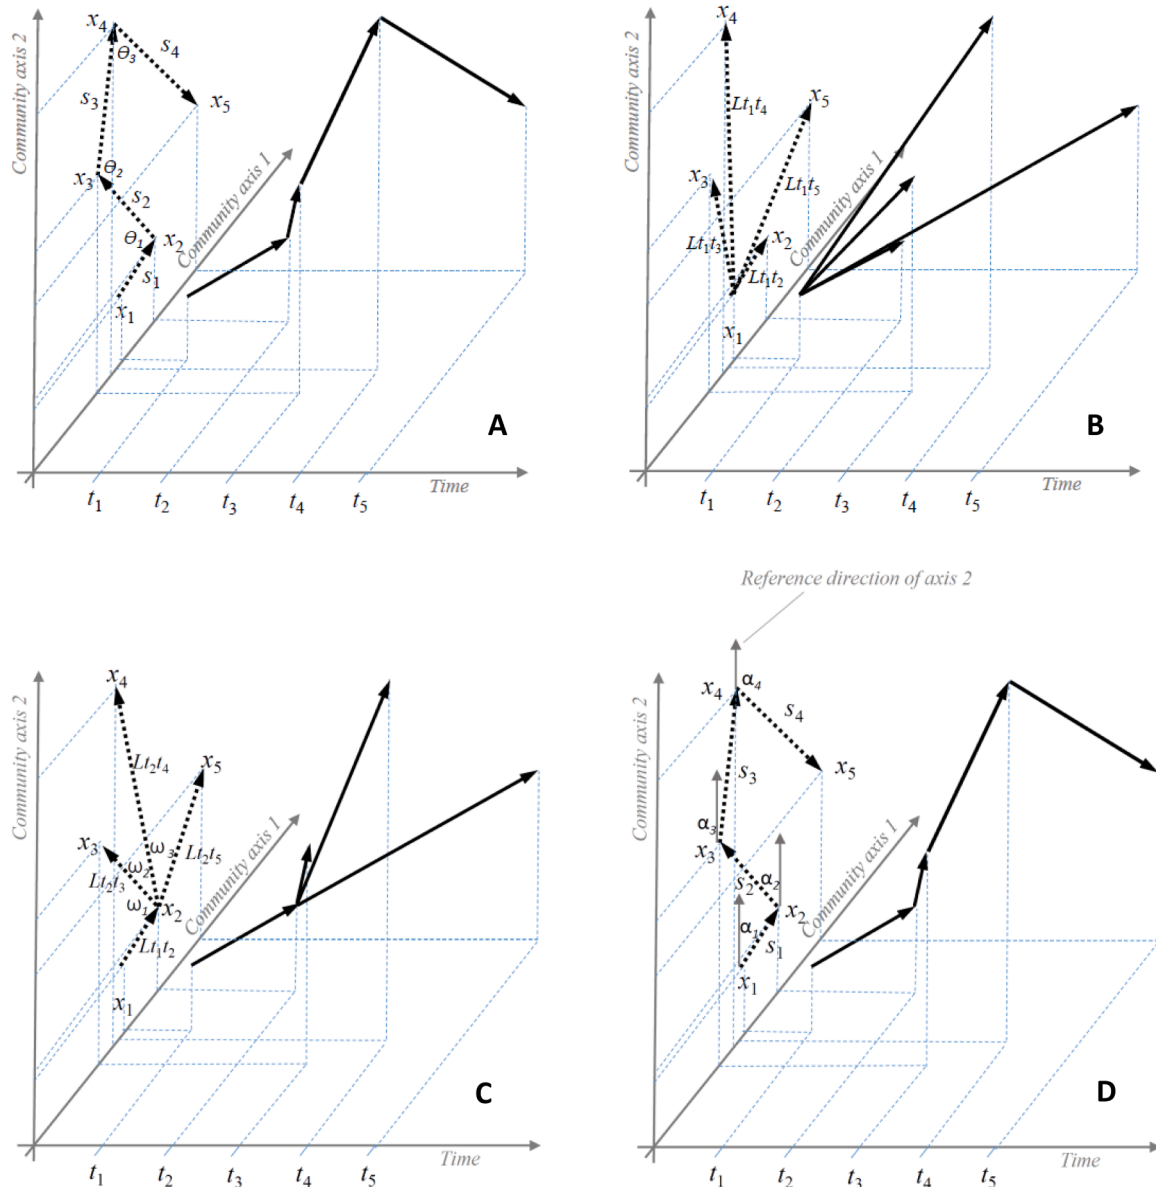 Community axis 2
x4
θ3
s4
s3
x5
x3
θ2
s2
θ1
x2
s1
x1
Community axis 1
A
Time
t1 t2 t3 t4 t5
Community axis 2
x4
Lt1t4
x5
x3
Lt1t5
Lt1t3
x2
Lt1t2
x1
Community axis 1
B
Time
t1 t2 t3 t4 t5
Community axis 2
x4
Lt2t4
x5
x3
ω3
Lt2t5
ω2
Lt2t3
ω1
x2
Lt1t2
x1
Community axis 1
C
Time
t1 t2 t3 t4 t5
Reference direction of axis 2
Community axis 2
x4
α4
s4
s3
x5
α3
x3
s2
α2
x2
α1
s1
x1
Community axis 1
D
Time
t1 t2 t3 t4 t5